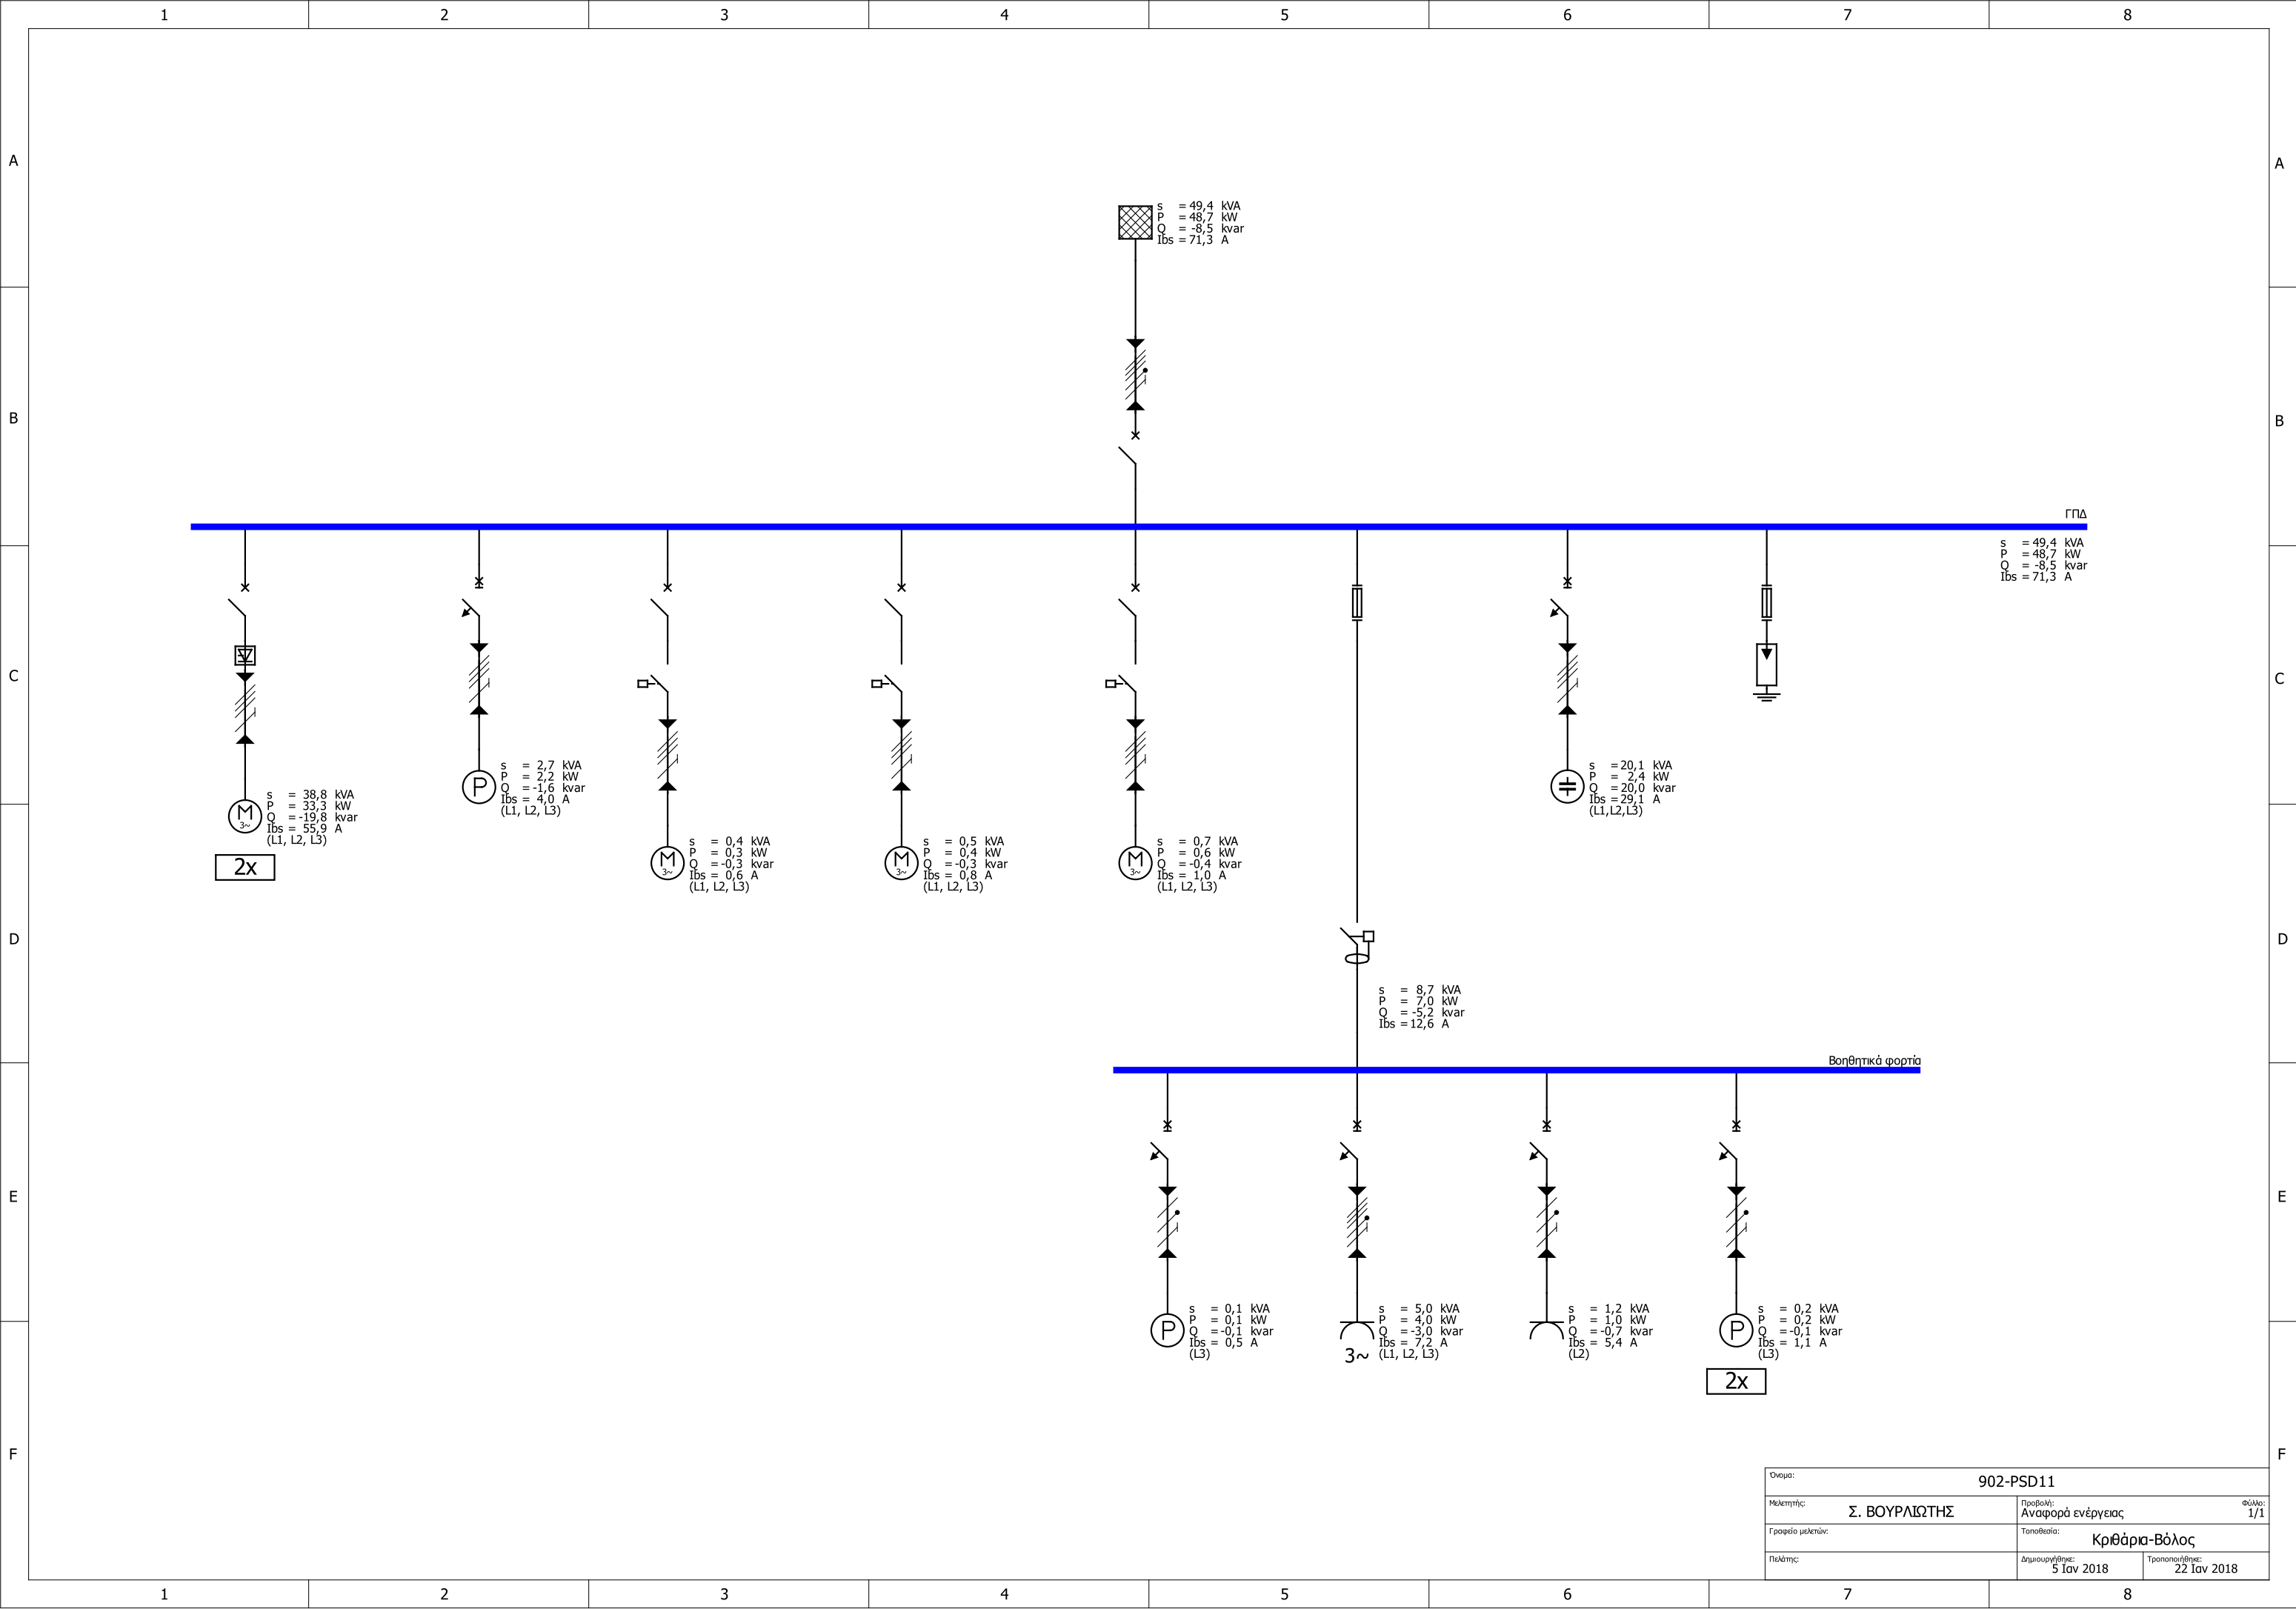 1 2 3 4 5 6 7 8
A A
s = 49,4 kVA
P = 48,7 kW
Q = -8,5 kvar
Ibs = 71,3 A
B B
ΓΠΔ
s = 49,4 kVA
P = 48,7 kW
Q = -8,5 kvar
Ibs = 71,3 A
C C
s = 38,8 kVA
P = 33,3 kW
Q = -19,8 kvar
Ibs = 55,9 A
(L1, L2, L3)
M
3~
2x
s = 2,7 kVA
P = 2,2 kW
Q = -1,6 kvar
Ibs = 4,0 A
(L1, L2, L3)
P
s = 0,4 kVA
P = 0,3 kW
Q = -0,3 kvar
Ibs = 0,6 A
(L1, L2, L3)
M
3~
s = 0,5 kVA
P = 0,4 kW
Q = -0,3 kvar
Ibs = 0,8 A
(L1, L2, L3)
M
3~
s = 0,7 kVA
P = 0,6 kW
Q = -0,4 kvar
Ibs = 1,0 A
(L1, L2, L3)
M
3~
s = 20,1 kVA
P = 2,4 kW
Q = 20,0 kvar
Ibs = 29,1 A
(L1,L2,L3)
D D
s = 8,7 kVA
P = 7,0 kW
Q = -5,2 kvar
Ibs = 12,6 A
Βοηθητικά φορτία
E E
s = 0,1 kVA
P = 0,1 kW
Q = -0,1 kvar
Ibs = 0,5 A
(L3)
P
s = 5,0 kVA
P = 4,0 kW
Q = -3,0 kvar
Ibs = 7,2 A
(L1, L2, L3)
3~
s = 1,2 kVA
P = 1,0 kW
Q = -0,7 kvar
Ibs = 5,4 A
(L2)
s = 0,2 kVA
P = 0,2 kW
Q = -0,1 kvar
Ibs = 1,1 A
(L3)
P
2x
F F
Όνομα:
902-PSD11
Μελετητής:
Σ. ΒΟΥΡΛΙΩΤΗΣ
Προβολή:
Αναφορά ενέργειας
Φύλλο:
1/1
Γραφείο μελετών:
Τοποθεσία:
Κριθάρια-Βόλος
Πελάτης:
Δημιουργήθηκε:
5 Ιαν 2018
Τροποποιήθηκε:
22 Ιαν 2018
1 2 3 4 5 6 7 8